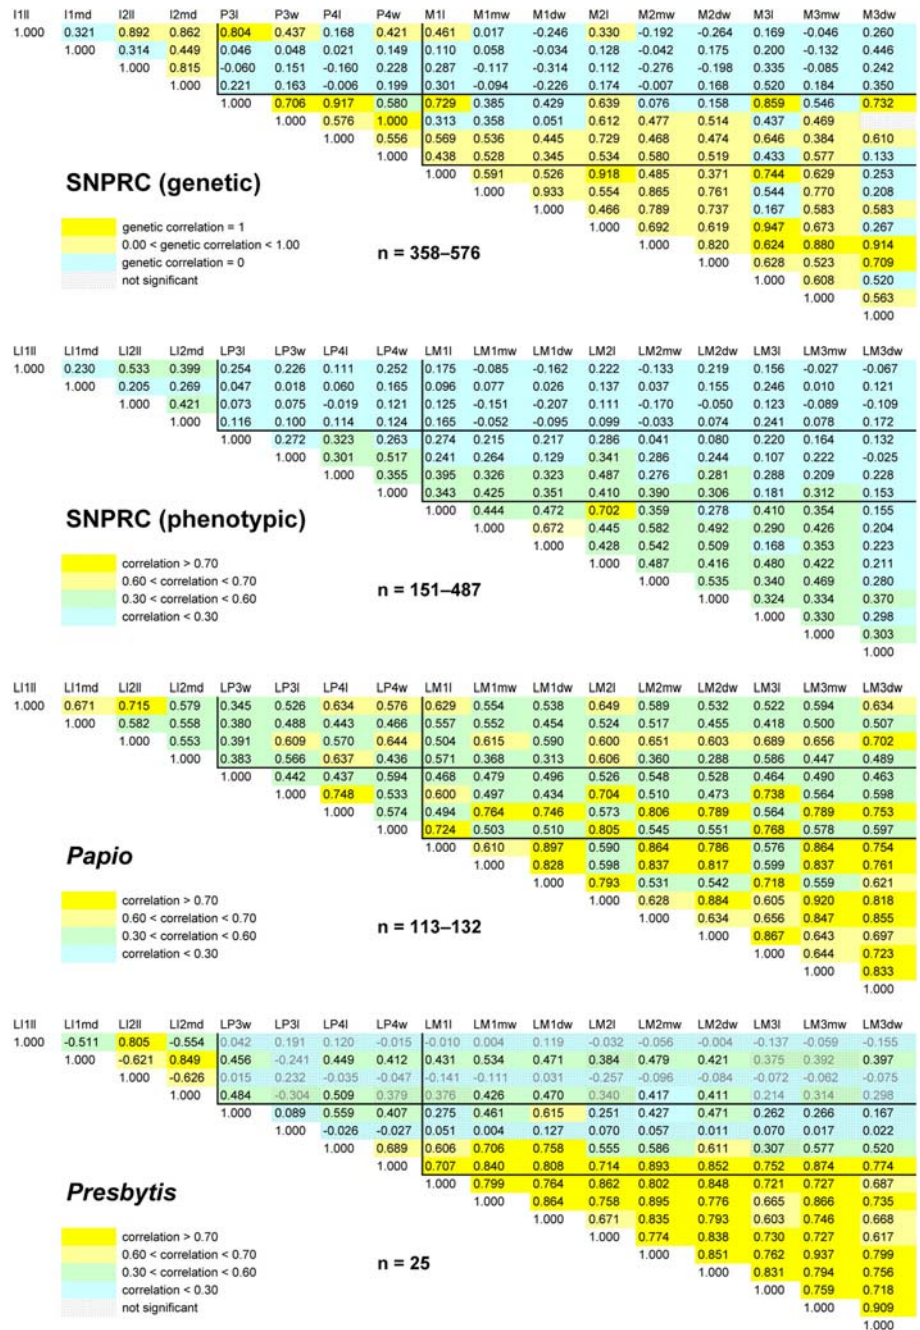 I1ll I1md I2ll I2md P3l P3w P4l P4w M1l M1mw M1dw M2l M2mw M2dw M3l M3mw M3dw
1.000 0.321 0.892 0.862 0.804 0.437 0.168 0.421 0.461 0.017 -0.246 0.330 -0.192 -0.264 0.169 -0.046 0.260
1.000 0.314 0.449 0.046 0.048 0.021 0.149 0.110 0.058 -0.034 0.128 -0.042 0.175 0.200 -0.132 0.446
1.000 0.815 -0.060 0.151 -0.160 0.228 0.287 -0.117 -0.314 0.112 -0.276 -0.198 0.335 -0.085 0.242
1.000 0.221 0.163 -0.006 0.199 0.301 -0.094 -0.226 0.174 -0.007 0.168 0.520 0.184 0.350
1.000 0.706 0.917 0.580 0.729 0.385 0.429 0.639 0.076 0.158 0.859 0.546 0.732
1.000 0.576 1.000 0.313 0.358 0.051 0.612 0.477 0.514 0.437 0.469
1.000 0.556 0.569 0.536 0.445 0.729 0.468 0.474 0.646 0.384 0.610
1.000 0.438 0.528 0.345 0.534 0.580 0.519 0.433 0.577 0.133
1.000 0.591 0.526 0.918 0.485 0.371 0.744 0.629 0.253
SNPRC (genetic)
1.000 0.933 0.554 0.865 0.761 0.544 0.770 0.208
1.000 0.466 0.789 0.737 0.167 0.583 0.583
genetic correlation = 1
1.000 0.692 0.619 0.947 0.673 0.267
0.00 < genetic correlation < 1.00
n = 358–576
1.000 0.820 0.624 0.880 0.914
genetic correlation = 0
1.000 0.628 0.523 0.709
not significant
1.000 0.608 0.520
1.000 0.563
1.000
LI1ll LI1md LI2ll LI2md LP3l LP3w LP4l LP4w LM1l LM1mw LM1dw LM2l LM2mw LM2dw LM3l LM3mw LM3dw
1.000 0.230 0.533 0.399 0.254 0.226 0.111 0.252 0.175 -0.085 -0.162 0.222 -0.133 0.219 0.156 -0.027 -0.067
1.000 0.205 0.269 0.047 0.018 0.060 0.165 0.096 0.077 0.026 0.137 0.037 0.155 0.246 0.010 0.121
1.000 0.421 0.073 0.075 -0.019 0.121 0.125 -0.151 -0.207 0.111 -0.170 -0.050 0.123 -0.089 -0.109
1.000 0.116 0.100 0.114 0.124 0.165 -0.052 -0.095 0.099 -0.033 0.074 0.241 0.078 0.172
1.000 0.272 0.323 0.263 0.274 0.215 0.217 0.286 0.041 0.080 0.220 0.164 0.132
1.000 0.301 0.517 0.241 0.264 0.129 0.341 0.286 0.244 0.107 0.222 -0.025
1.000 0.355 0.395 0.326 0.323 0.487 0.276 0.281 0.288 0.209 0.228
1.000 0.343 0.425 0.351 0.410 0.390 0.306 0.181 0.312 0.153
1.000 0.444 0.472 0.702 0.359 0.278 0.410 0.354 0.155
SNPRC (phenotypic)
1.000 0.672 0.445 0.582 0.492 0.290 0.426 0.204
1.000 0.428 0.542 0.509 0.168 0.353 0.223
correlation > 0.70
1.000 0.487 0.416 0.480 0.422 0.211
0.60 < correlation < 0.70
n = 151–487
1.000 0.535 0.340 0.469 0.280
0.30 < correlation < 0.60
1.000 0.324 0.334 0.370
correlation < 0.30
1.000 0.330 0.298
1.000 0.303
1.000
LI1ll LI1md LI2ll LI2md LP3w LP3l LP4l LP4w LM1l LM1mw LM1dw LM2l LM2mw LM2dw LM3l LM3mw LM3dw
1.000 0.671 0.715 0.579 0.345 0.526 0.634 0.576 0.629 0.554 0.538 0.649 0.589 0.532 0.522 0.594 0.634
1.000 0.582 0.558 0.380 0.488 0.443 0.466 0.557 0.552 0.454 0.524 0.517 0.455 0.418 0.500 0.507
1.000 0.553 0.391 0.609 0.570 0.644 0.504 0.615 0.590 0.600 0.651 0.603 0.689 0.656 0.702
1.000 0.383 0.566 0.637 0.436 0.571 0.368 0.313 0.606 0.360 0.288 0.586 0.447 0.489
1.000 0.442 0.437 0.594 0.468 0.479 0.496 0.526 0.548 0.528 0.464 0.490 0.463
1.000 0.748 0.533 0.600 0.497 0.434 0.704 0.510 0.473 0.738 0.564 0.598
1.000 0.574 0.494 0.764 0.746 0.573 0.806 0.789 0.564 0.789 0.753
1.000 0.724 0.503 0.510 0.805 0.545 0.551 0.768 0.578 0.597
Papio
1.000 0.610 0.897 0.590 0.864 0.786 0.576 0.864 0.754
1.000 0.828 0.598 0.837 0.817 0.599 0.837 0.761
1.000 0.793 0.531 0.542 0.718 0.559 0.621
correlation > 0.70
1.000 0.628 0.884 0.605 0.920 0.818
0.60 < correlation < 0.70
n = 113–132
1.000 0.634 0.656 0.847 0.855
0.30 < correlation < 0.60
1.000 0.867 0.643 0.697
correlation < 0.30
1.000 0.644 0.723
1.000 0.833
1.000
LI1ll LI1md LI2ll LI2md LP3w LP3l LP4l LP4w LM1l LM1mw LM1dw LM2l LM2mw LM2dw LM3l LM3mw LM3dw
1.000 -0.511 0.805 -0.554 0.042 0.191 0.120 -0.015 -0.010 0.004 0.119 -0.032 -0.056 -0.004 -0.137 -0.059 -0.155
1.000 -0.621 0.849 0.456 -0.241 0.449 0.412 0.431 0.534 0.471 0.384 0.479 0.421 0.375 0.392 0.397
1.000 -0.626 0.015 0.232 -0.035 -0.047 -0.141 -0.111 0.031 -0.257 -0.096 -0.084 -0.072 -0.062 -0.075
1.000 0.484 -0.304 0.509 0.379 0.376 0.426 0.470 0.340 0.417 0.411 0.214 0.314 0.298
1.000 0.089 0.559 0.407 0.275 0.461 0.615 0.251 0.427 0.471 0.262 0.266 0.167
1.000 -0.026 -0.027 0.051 0.004 0.127 0.070 0.057 0.011 0.070 0.017 0.022
1.000 0.689 0.606 0.706 0.758 0.555 0.586 0.611 0.307 0.577 0.520
1.000 0.707 0.840 0.808 0.714 0.893 0.852 0.752 0.874 0.774
Presbytis
1.000 0.799 0.764 0.862 0.802 0.848 0.721 0.727 0.687
1.000 0.864 0.758 0.895 0.776 0.665 0.866 0.735
1.000 0.671 0.835 0.793 0.603 0.746 0.668
correlation > 0.70
1.000 0.774 0.838 0.730 0.727 0.617
0.60 < correlation < 0.70
n = 25
1.000 0.851 0.762 0.937 0.799
0.30 < correlation < 0.60
1.000 0.831 0.794 0.756
correlation < 0.30
1.000 0.759 0.718
not significant
1.000 0.909
1.000